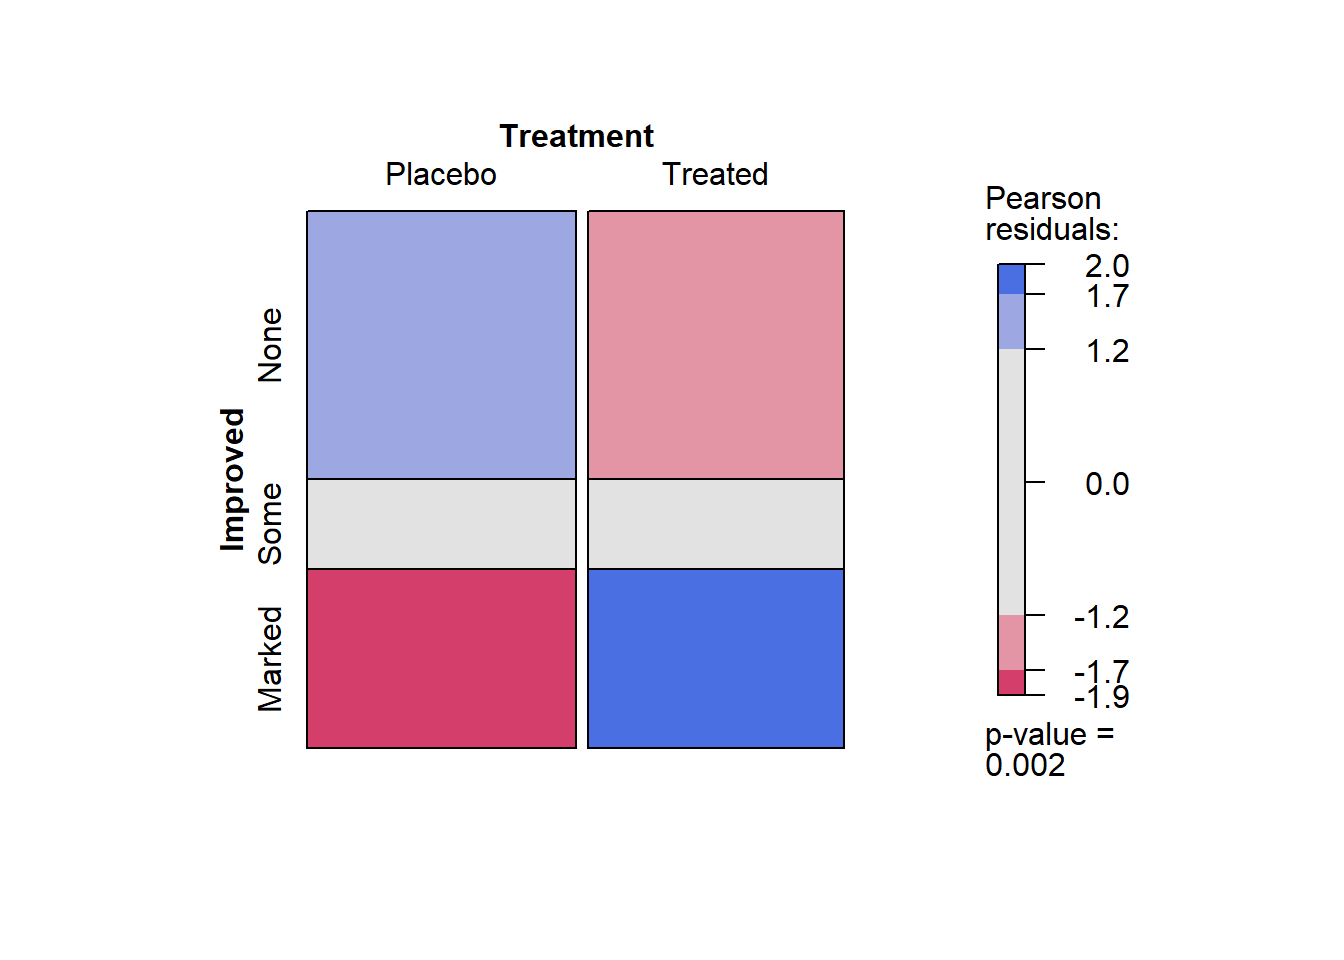 Treatment
Placebo Treated
Improved
None
Some
Marked
Pearson
residuals:
2.0
1.7
1.2
0.0
-1.2
-1.7
-1.9
p-value =
0.002